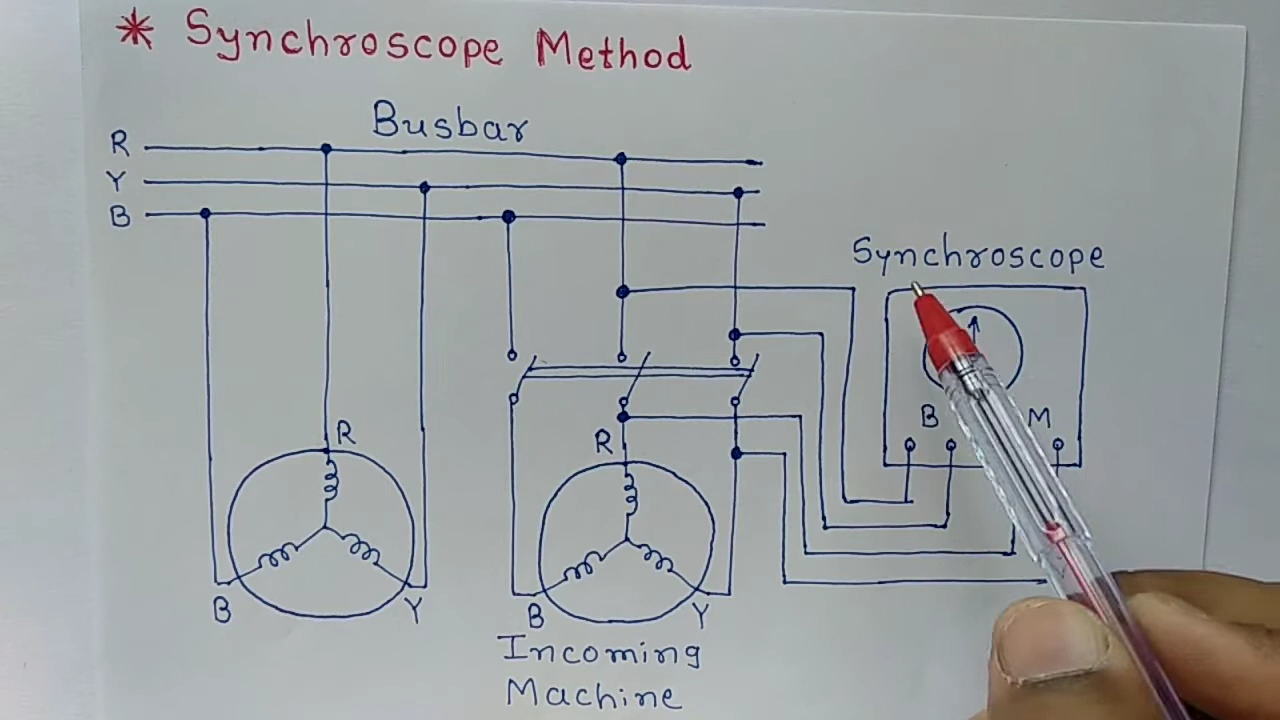 * Synchroscope Method
Busbar
R
Y
B
Synchroscope
B M
R
R
B Y
B Y
Incoming
Machine